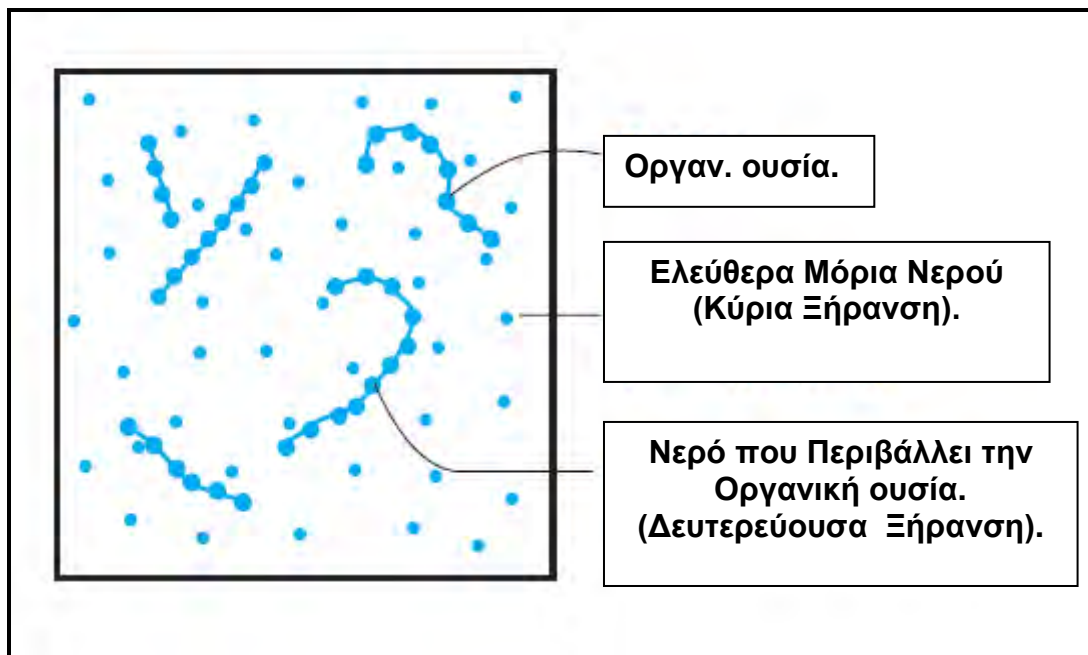 Οργαν. ουσία.
Ελεύθερα Μόρια Νερού
(Κύρια Ξήρανση).
Νερό που Περιβάλλει την
Οργανική ουσία.
(Δευτερεύουσα Ξήρανση).